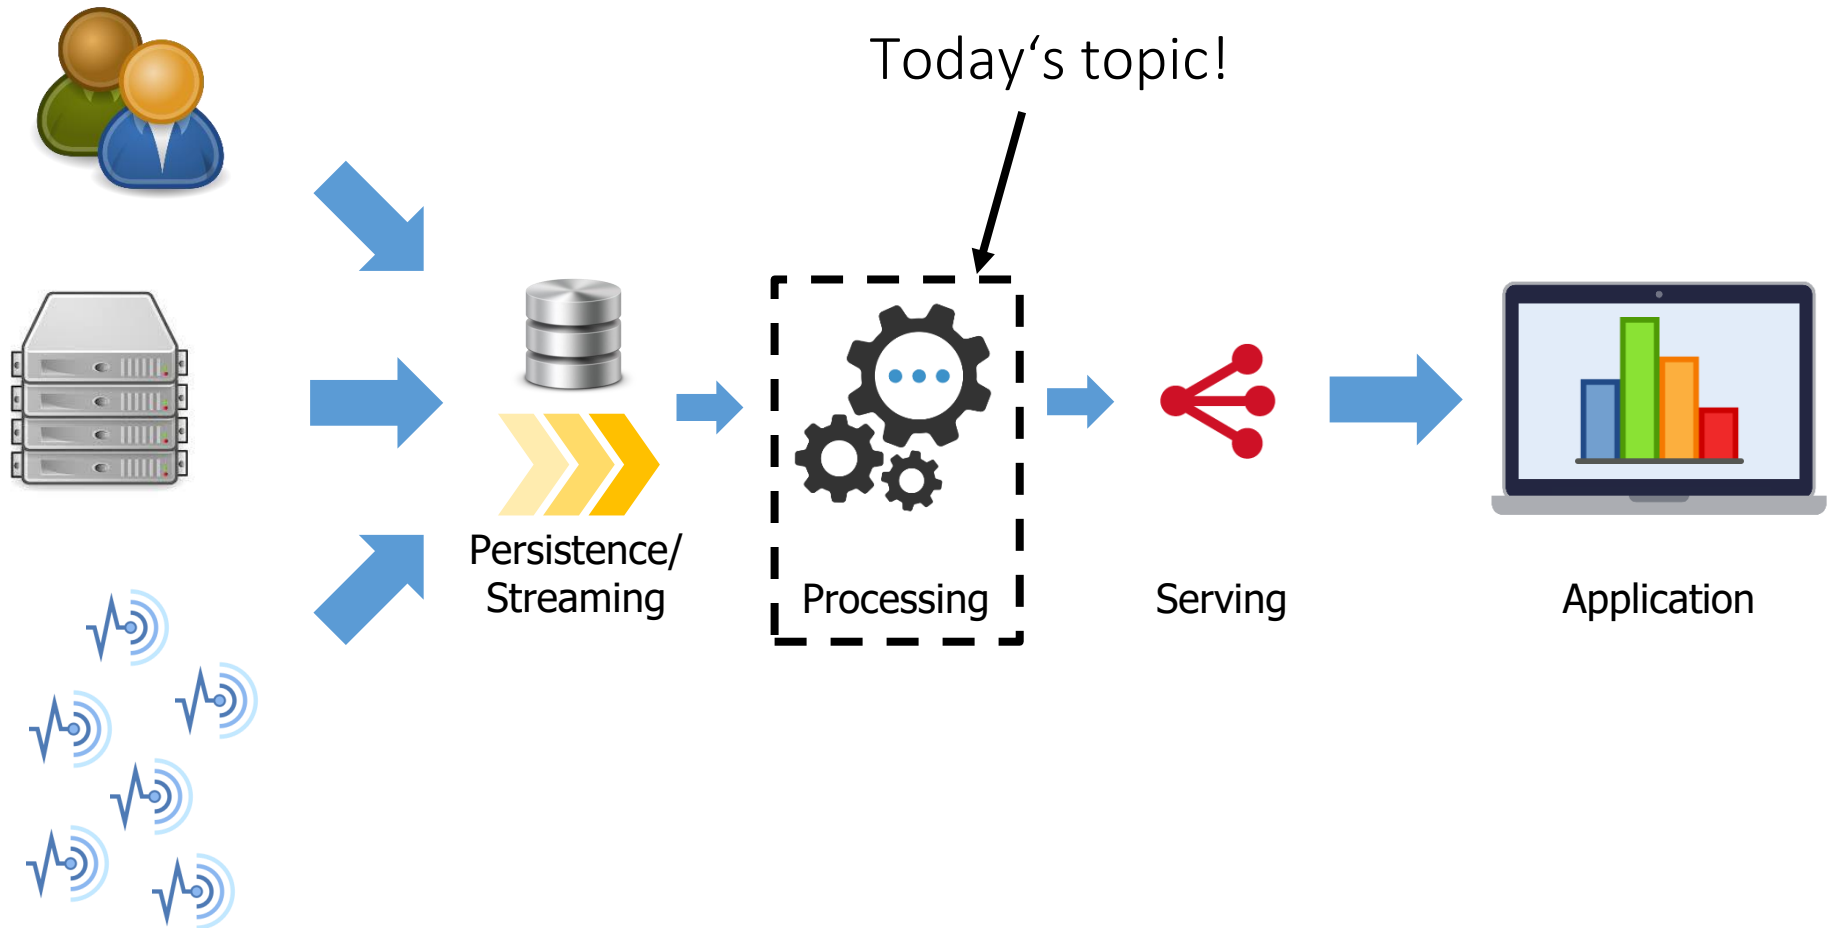 Today‘s topic!
Persistence/
Streaming
Processing
Serving
Application